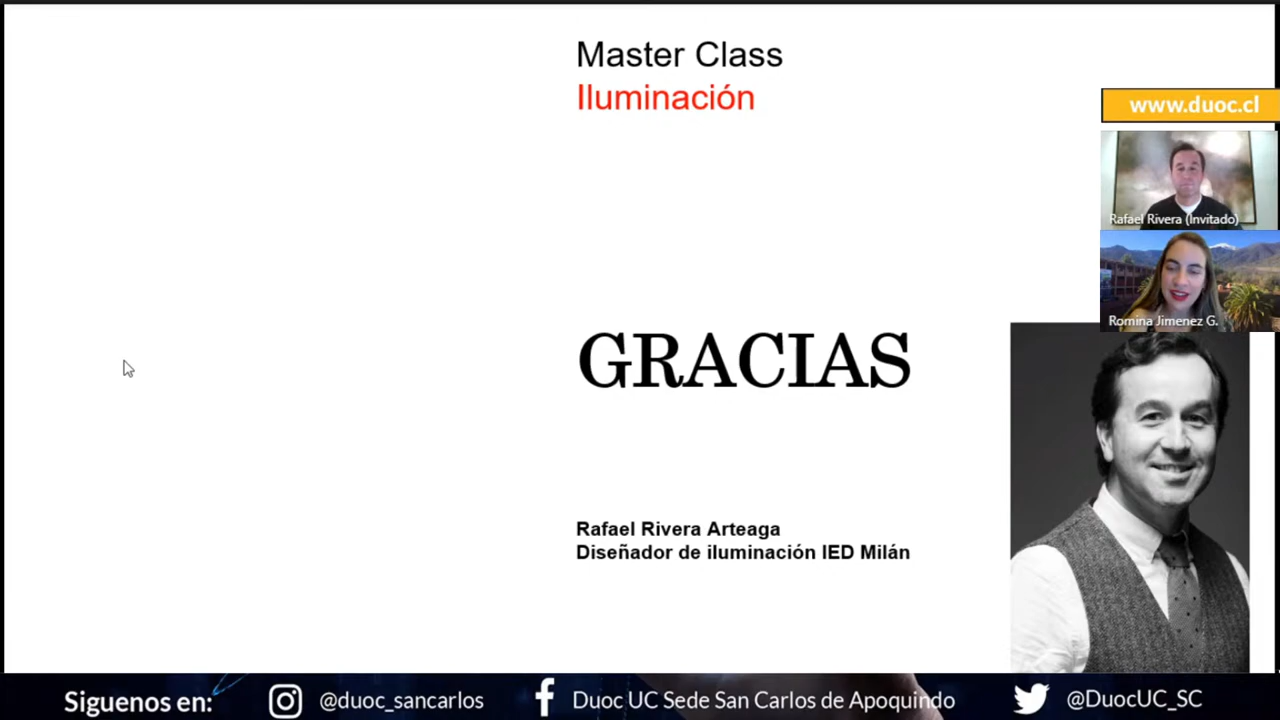 Master Class
Iluminación
www.duoc.cl
Rafael Rivera (Invitado)
Romina Jimenez G.
GRACIAS
Rafael Rivera Arteaga
Diseñador de iluminación IED Milán
Siguenos en:
@duoc_sancarlos
Duoc UC Sede San Carlos de Apoquindo
@DuocUC_SC